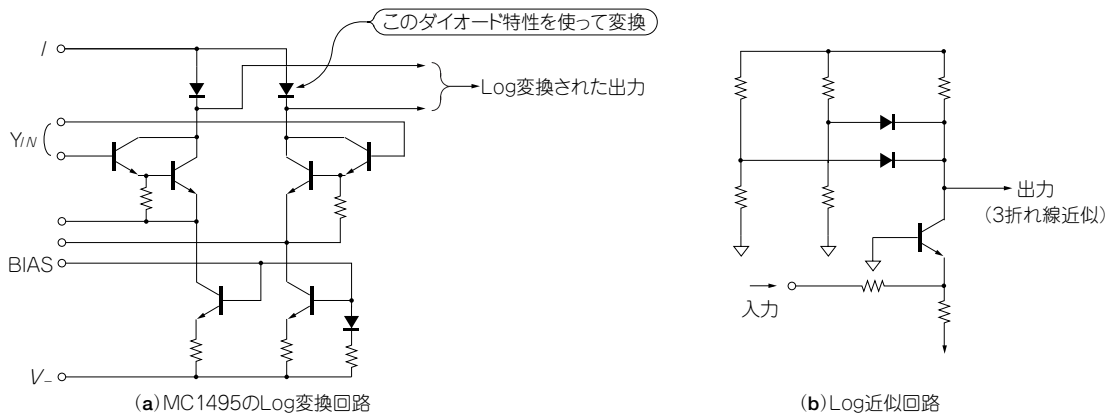 このダイオード特性を使って変換
I
Log変換された出力
YIN
BIAS
V−
(a)MC1495のLog変換回路
出力
(3折れ線近似)
入力
(b)Log近似回路